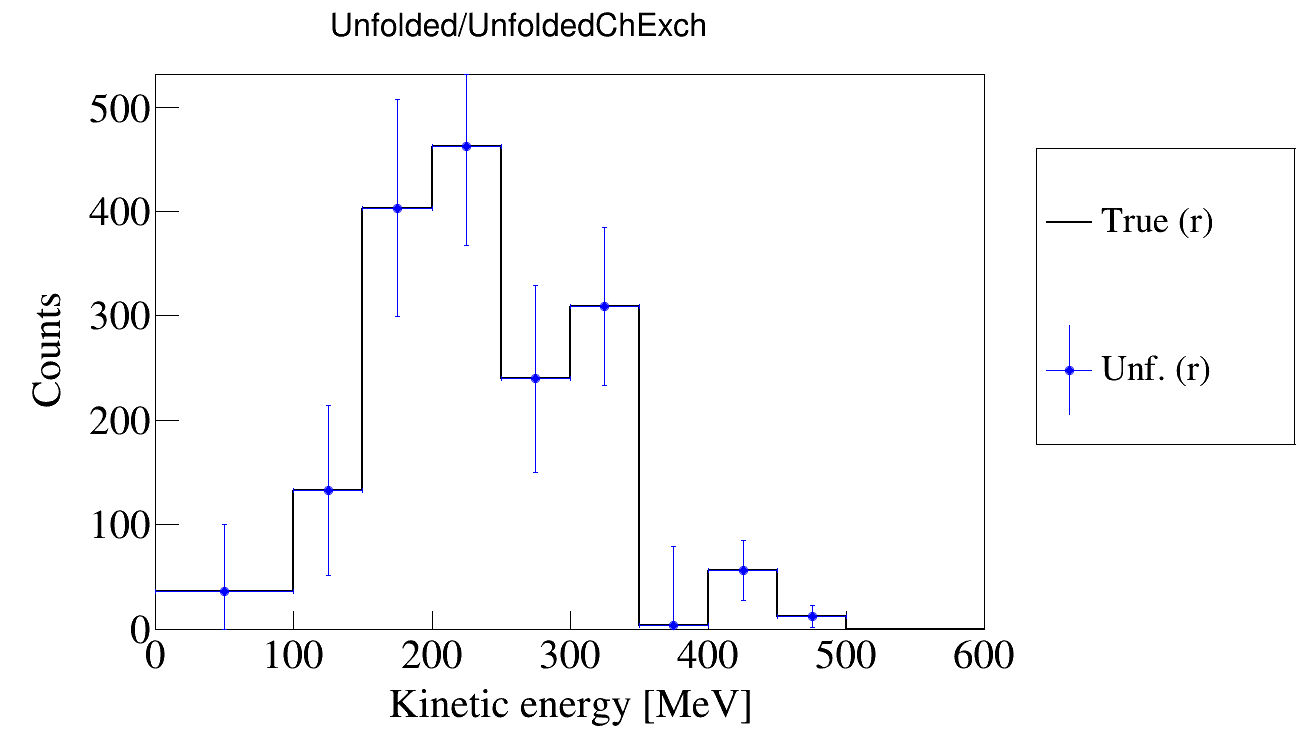 Unfolded/UnfoldedChExch
500
400
300
200
100
0
Counts
0 100 200 300 400 500 600
Kinetic energy [MeV]
True (r)
Unf. (r)